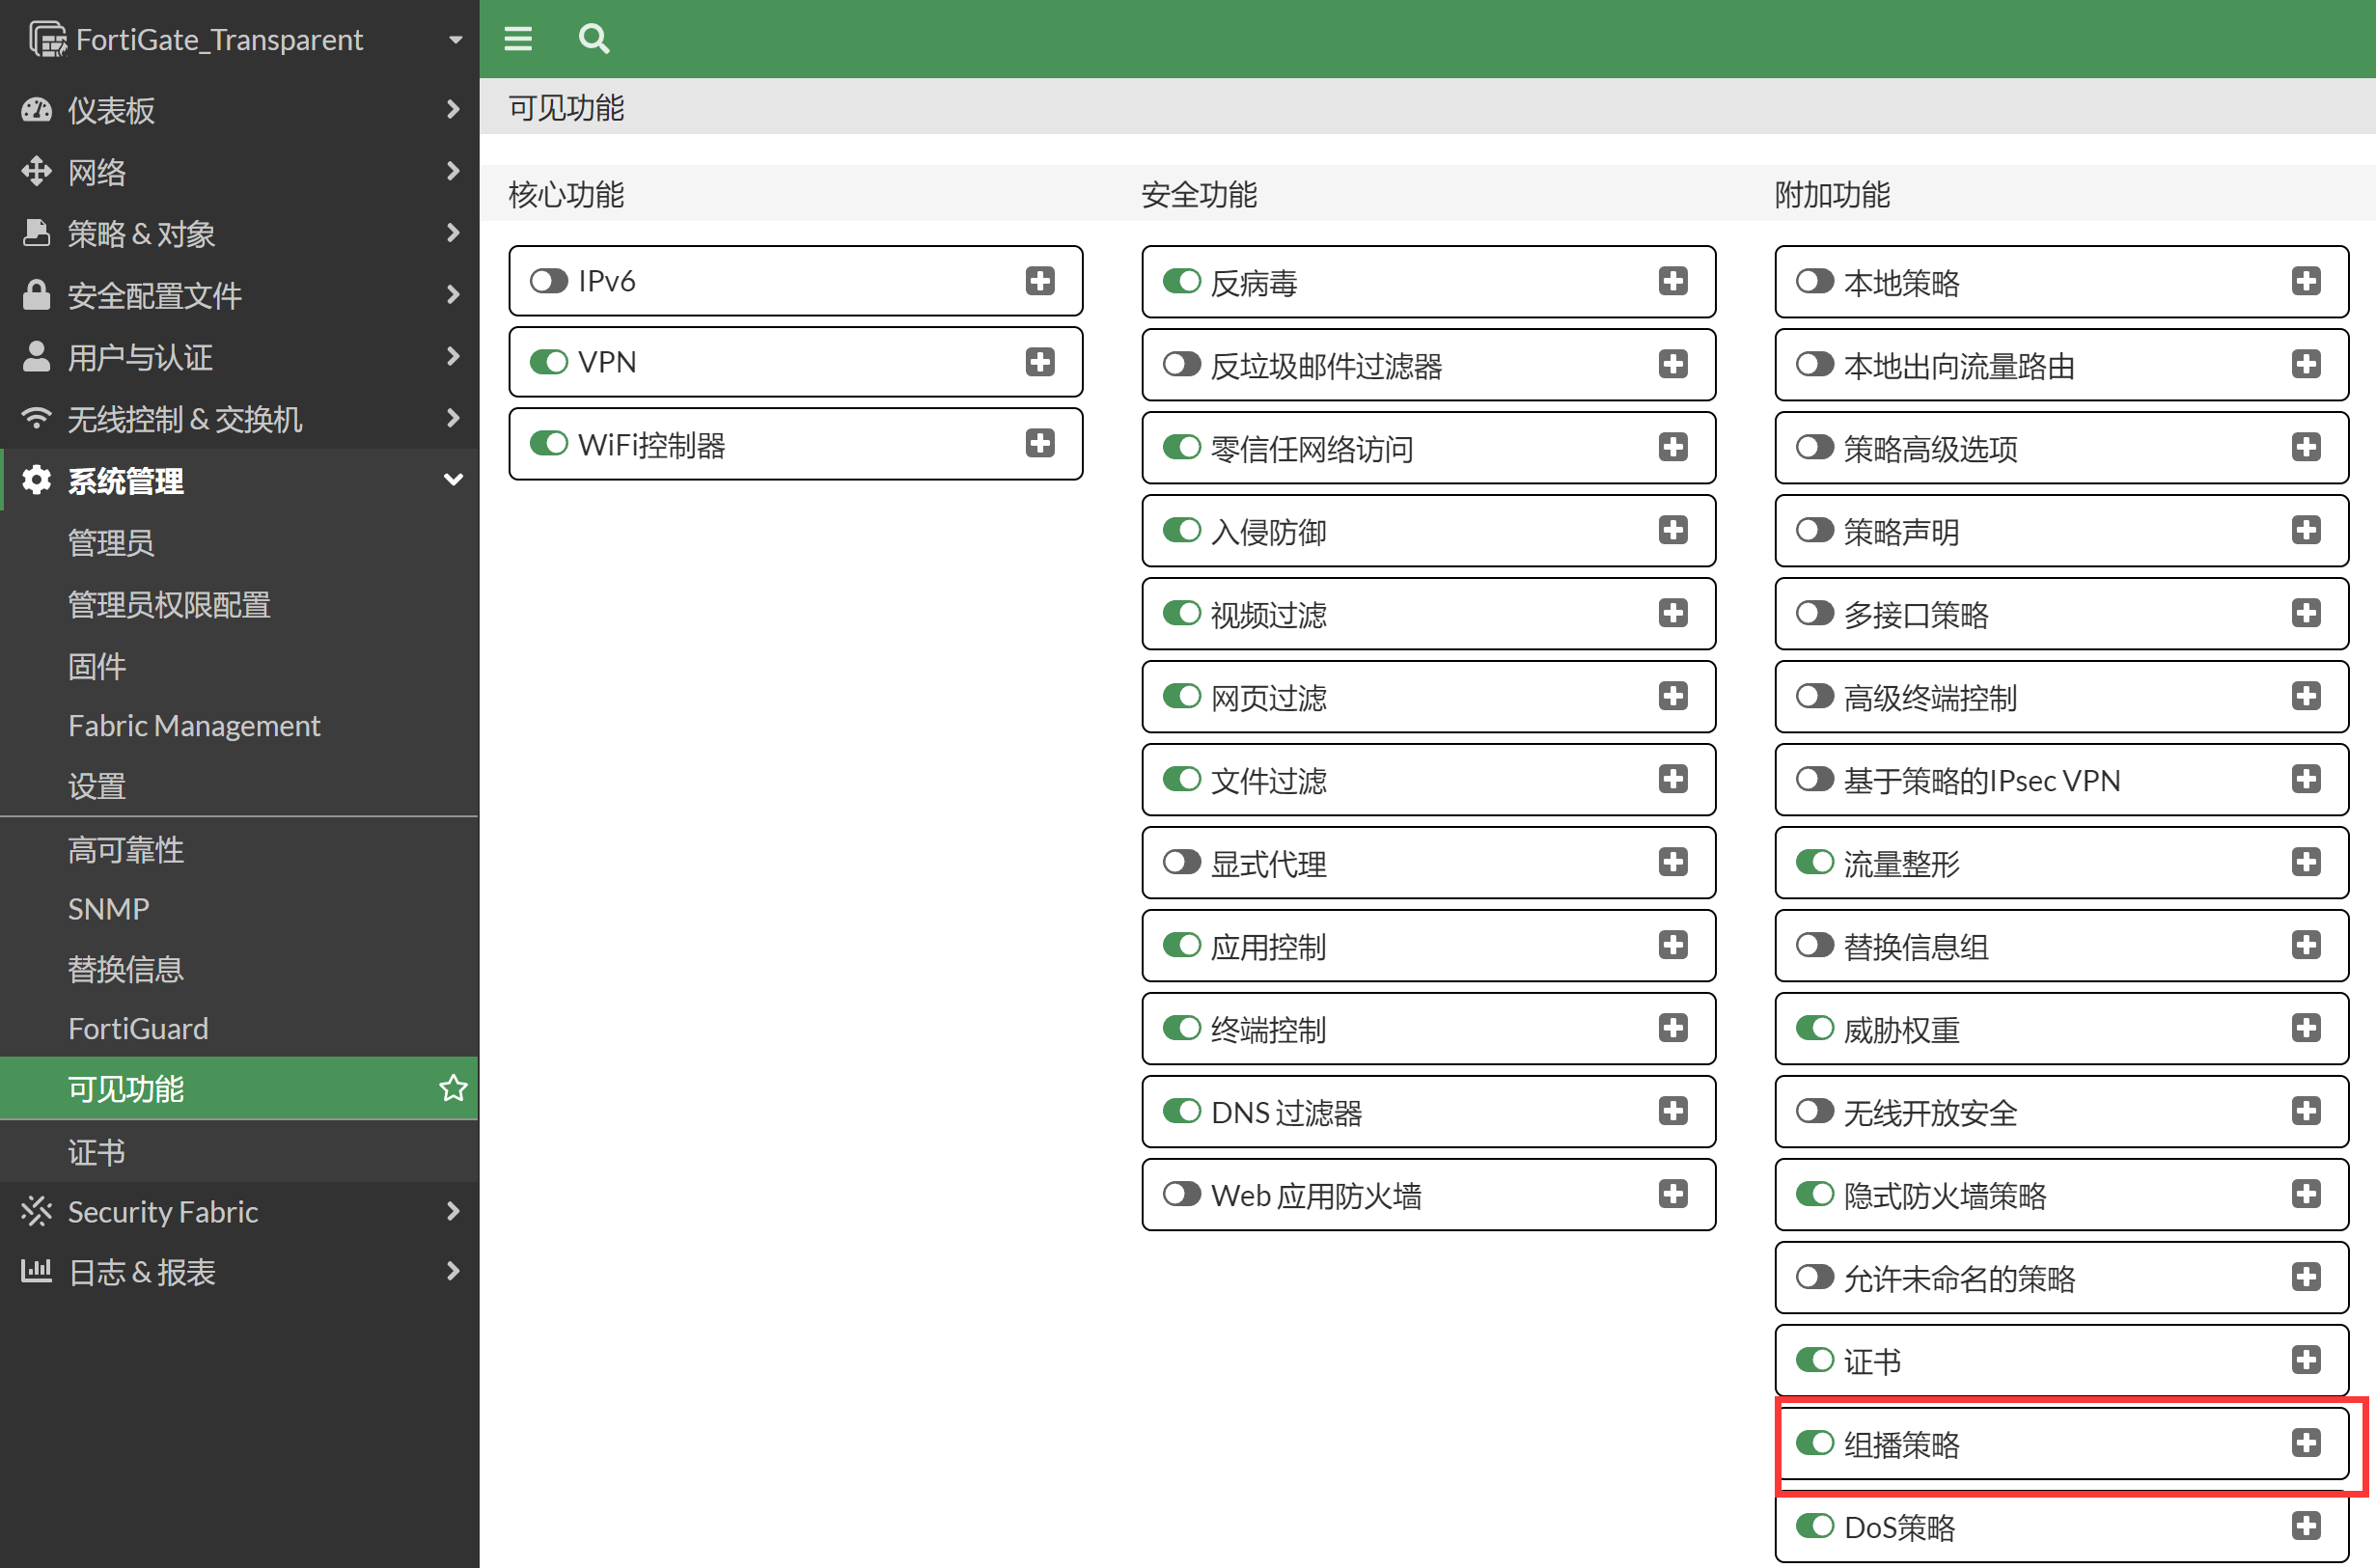 FortiGate_Transparent
仪表板
网络
策略 & 对象
安全配置文件
用户与认证
无线控制 & 交换机
系统管理
管理员
管理员权限配置
固件
Fabric Management
设置
高可靠性
SNMP
替换信息
FortiGuard
可见功能
证书
Security Fabric
日志 & 报表
可见功能
核心功能
IPv6
VPN
WiFi控制器
安全功能
反病毒
反垃圾邮件过滤器
零信任网络访问
入侵防御
视频过滤
网页过滤
文件过滤
显式代理
应用控制
终端控制
DNS 过滤器
Web 应用防火墙
附加功能
本地策略
本地出向流量路由
策略高级选项
策略声明
多接口策略
高级终端控制
基于策略的IPsec VPN
流量整形
替换信息组
威胁权重
无线开放安全
隐式防火墙策略
允许未命名的策略
证书
组播策略
DoS策略